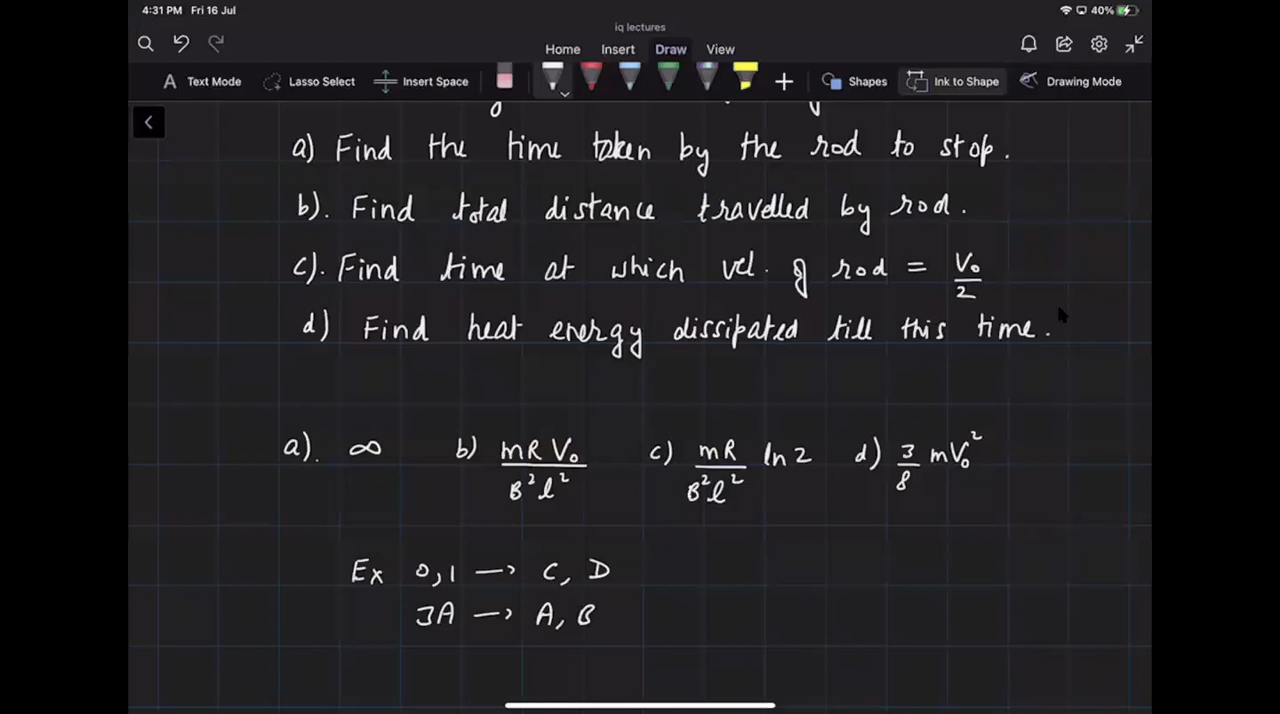 4:31 PM Fri 16 Jul
40%
iq lectures
Home Insert Draw View
Text Mode Lasso Select Insert Space Shapes Ink to Shape Drawing Mode
a) Find the time taken by the rod to stop.
b). Find total distance travelled by rod.
c). Find time at which vel. of rod = V₀/2
d) Find heat energy dissipated till this time.
a). ∞ b) mRV₀/B²l² c) mR/B²l² ln 2 d) 3/8 mV₀²
Ex 0,1 → C, D
JA → A, B